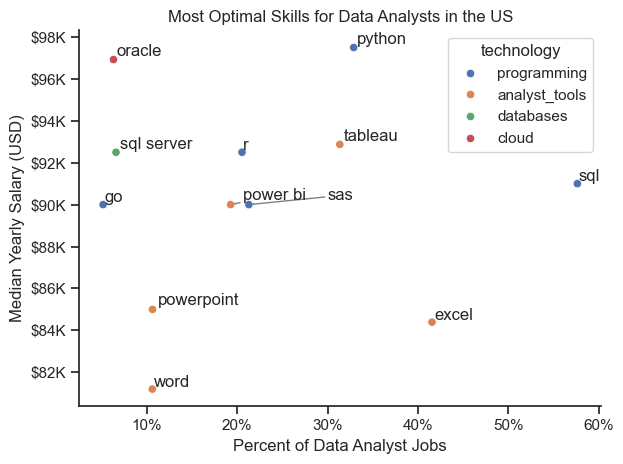 Most Optimal Skills for Data Analysts in the US
Median Yearly Salary (USD)
$98K
$96K
$94K
$92K
$90K
$88K
$86K
$84K
$82K
oracle
python
technology
programming
analyst_tools
databases
cloud
sql server
r
tableau
sql
go
power bi
sas
powerpoint
excel
word
10%
20%
30%
40%
50%
60%
Percent of Data Analyst Jobs